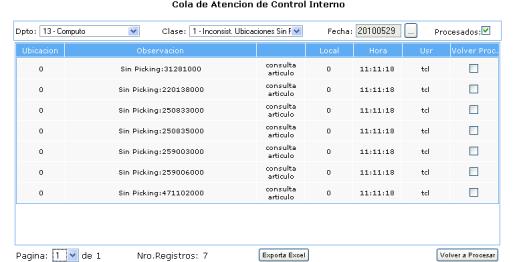 Cola de Atencion de Control Interno
Dpto: 13 - Computo Clase: 1 - Inconsist. Ubicaciones Sin F Fecha: 20100529 ... Procesados:
Ubicacion Observacion Local Hora Usr Volver Proc.
0 Sin Picking:31281000 consulta articulo 0 11:11:18 tcl
0 Sin Picking:220138000 consulta articulo 0 11:11:18 tcl
0 Sin Picking:250833000 consulta articulo 0 11:11:18 tcl
0 Sin Picking:250835000 consulta articulo 0 11:11:18 tcl
0 Sin Picking:259003000 consulta articulo 0 11:11:18 tcl
0 Sin Picking:259006000 consulta articulo 0 11:11:18 tcl
0 Sin Picking:471102000 consulta articulo 0 11:11:18 tcl
Pagina: 1 de 1 Nro.Registros: 7 Exporta Excel Volver a Procesar